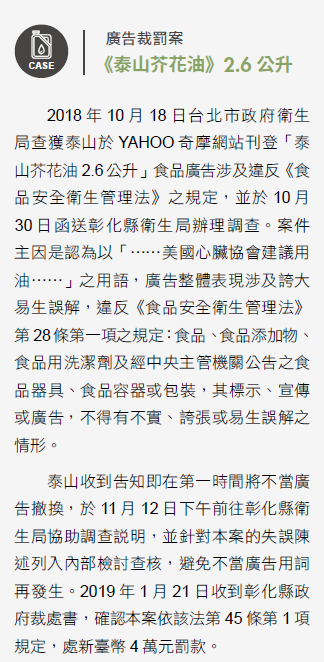 CASE
廣告裁罰案
《泰山芥花油》2.6 公升
2018 年 10 月 18 日台北市政府衛生
局查獲泰山於 YAHOO 奇摩網站刊登「泰
山芥花油 2.6 公升」食品廣告涉及違反《食
品安全衛生管理法》之規定，並於 10 月
30 日函送彰化縣衛生局辦理調查。案件
主因是認為以「⋯⋯美國心臟協會建議用
油⋯⋯」之用語，廣告整體表現涉及誇大
易生誤解，違反《食品安全衛生管理法》
第 28 條第一項之規定：食品、食品添加物、
食品用洗潔劑及經中央主管機關公告之食
品器具、食品容器或包裝，其標示、宣傳
或廣告，不得有不實、誇張或易生誤解之
情形。
泰山收到告知即在第一時間將不當廣
告撤換，於 11 月 12 日下午前往彰化縣衛
生局協助調查說明，並針對本案的失誤陳
述列入內部檢討查核，避免不當廣告用詞
再發生。2019 年 1 月 21 日收到彰化縣政
府裁處書，確認本案依該法第 45 條第 1 項
規定，處新臺幣 4 萬元罰款。